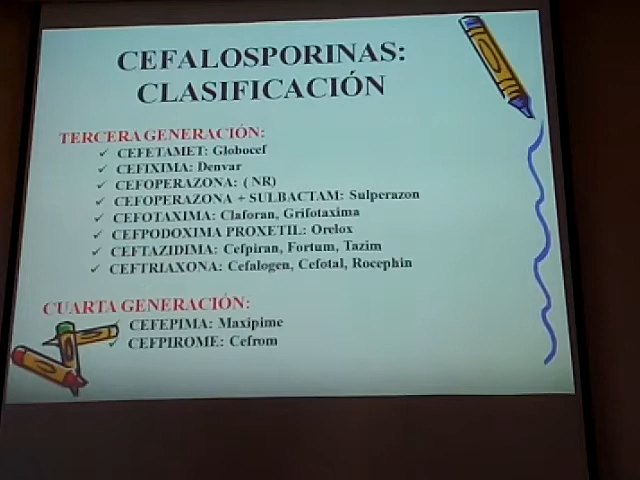 CEFALOSPORINAS:
CLASIFICACIÓN
TERCERA GENERACIÓN:
✓ CEFETAMET: Globocef
✓ CEFIXIMA: Denvar
✓ CEFOPERAZONA: ( NR)
✓ CEFOPERAZONA + SULBACTAM: Sulperazon
✓ CEFOTAXIMA: Claforan, Grifotaxima
✓ CEFPODOXIMA PROXETIL: Orelox
✓ CEFTAZIDIMA: Cefpiran, Fortum, Tazim
✓ CEFTRIAXONA: Cefalogen, Cefotal, Rocephin
CUARTA GENERACIÓN:
✓ CEFEPIMA: Maxipime
✓ CEFPIROME: Cefrom